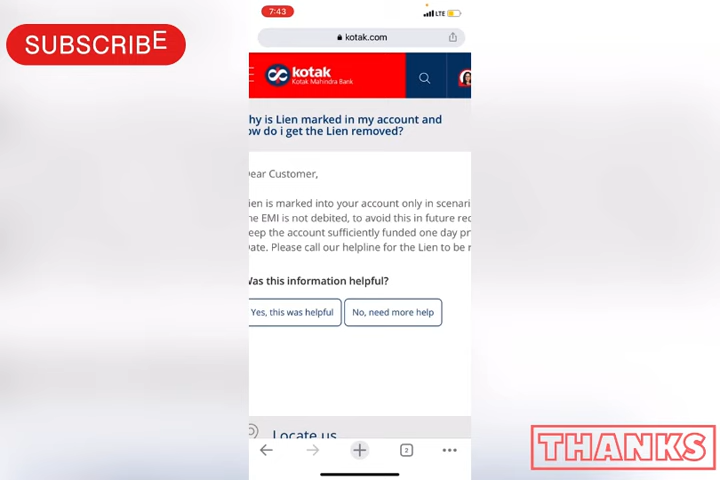 SUBSCRIBE
7:43
LTE
kotak.com
kotak
Kotak Mahindra Bank
hy is Lien marked in my account and
ow do i get the Lien removed?
ear Customer,
ien is marked into your account only in scenari
he EMI is not debited, to avoid this in future rec
eep the account sufficiently funded one day pr
ate. Please call our helpline for the Lien to be r
Was this information helpful?
Yes, this was helpful
No, need more help
Locate us
2
THANKS